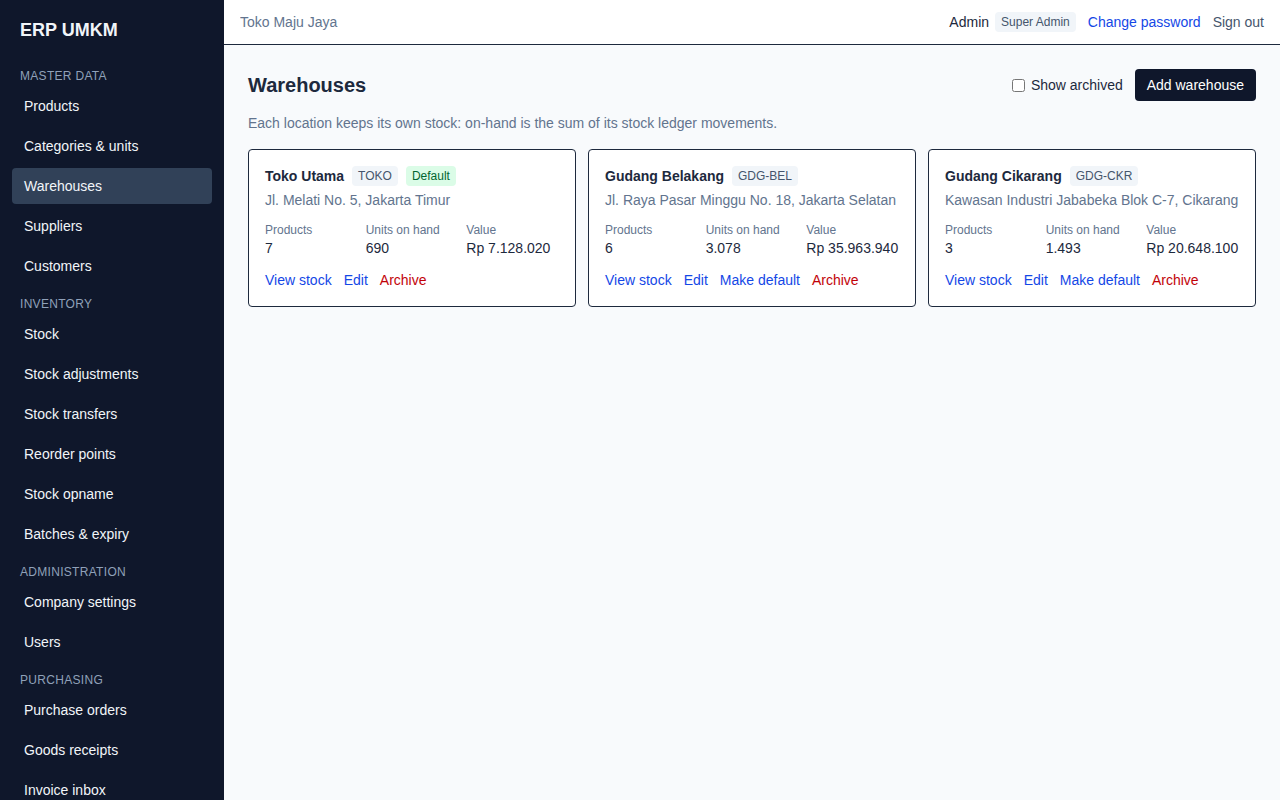 ERP UMKM
MASTER DATA
Products
Categories & units
Warehouses
Suppliers
Customers
INVENTORY
Stock
Stock adjustments
Stock transfers
Reorder points
Stock opname
Batches & expiry
ADMINISTRATION
Company settings
Users
PURCHASING
Purchase orders
Goods receipts
Invoice inbox
Toko Maju Jaya
Admin Super Admin Change password Sign out
Warehouses
Show archived Add warehouse
Each location keeps its own stock: on-hand is the sum of its stock ledger movements.
Toko Utama TOKO Default
Jl. Melati No. 5, Jakarta Timur
Products Units on hand Value
7 690 Rp 7.128.020
View stock Edit Archive
Gudang Belakang GDG-BEL
Jl. Raya Pasar Minggu No. 18, Jakarta Selatan
Products Units on hand Value
6 3.078 Rp 35.963.940
View stock Edit Make default Archive
Gudang Cikarang GDG-CKR
Kawasan Industri Jababeka Blok C-7, Cikarang
Products Units on hand Value
3 1.493 Rp 20.648.100
View stock Edit Make default Archive